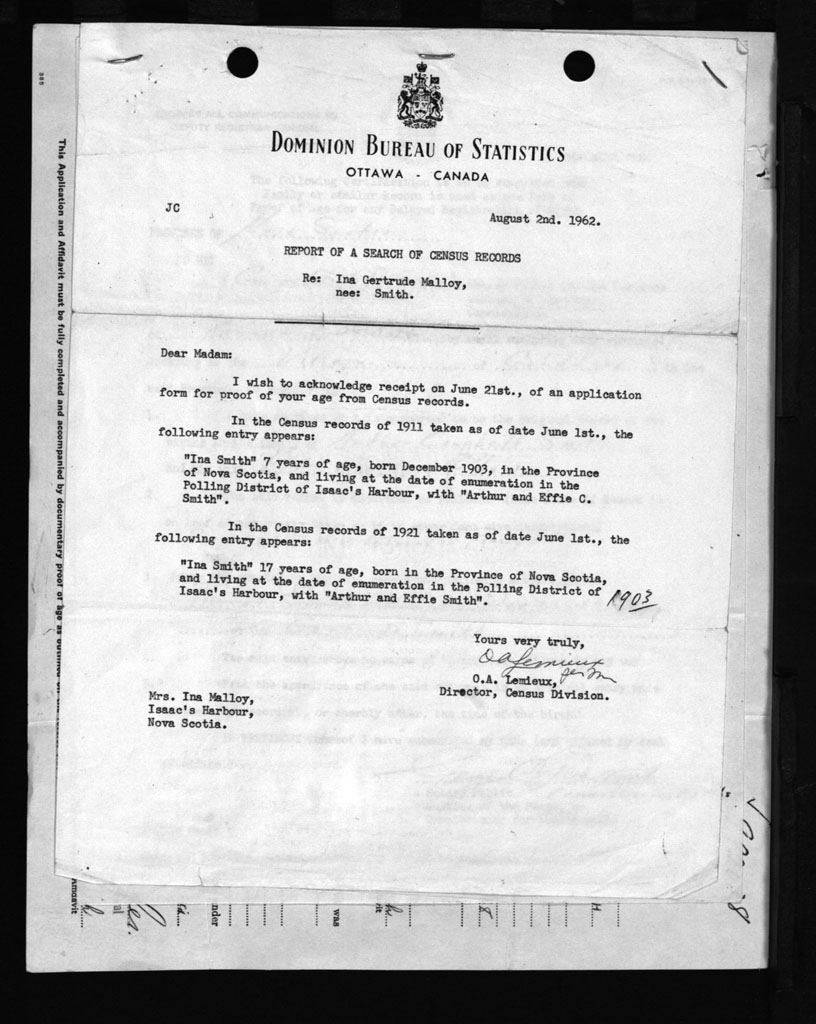 DOMINION BUREAU OF STATISTICS
OTTAWA - CANADA
JC
August 2nd. 1962.
REPORT OF A SEARCH OF CENSUS RECORDS
Re: Ina Gertrude Malloy,
nee: Smith.
Dear Madam:
I wish to acknowledge receipt on June 21st., of an application
form for proof of your age from Census records.
In the Census records of 1911 taken as of date June 1st., the
following entry appears:
"Ina Smith" 7 years of age, born December 1903, in the Province
of Nova Scotia, and living at the date of enumeration in the
Polling District of Isaac's Harbour, with "Arthur and Effie C.
Smith".
In the Census records of 1921 taken as of date June 1st., the
following entry appears:
"Ina Smith" 17 years of age, born in the Province of Nova Scotia,
and living at the date of enumeration in the Polling District of
Isaac's Harbour, with "Arthur and Effie Smith".
1903
Yours very truly,
O A Lemieux
O.A. Lemieux,
Director, Census Division.
Mrs. Ina Malloy,
Isaac's Harbour,
Nova Scotia.
This Application and Affidavit must be fully completed and accompanied by documentary proof of age as
was